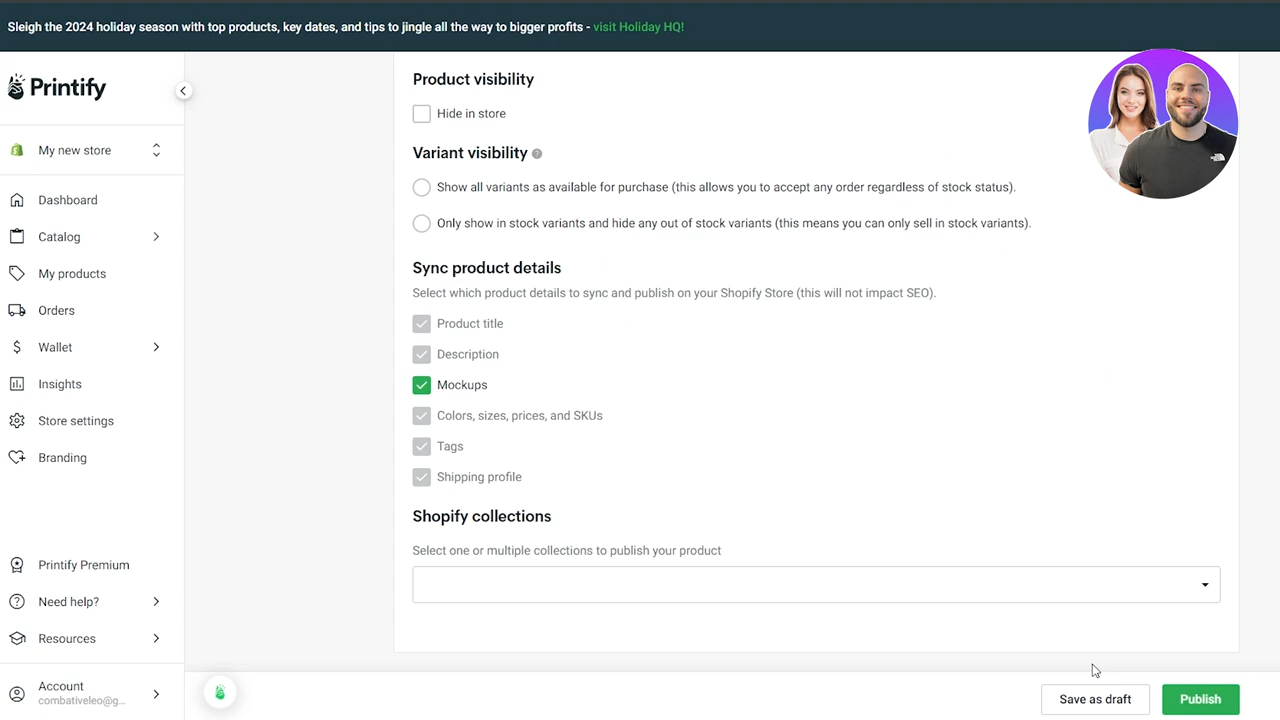 Sleigh the 2024 holiday season with top products, key dates, and tips to jingle all the way to bigger profits - visit Holiday HQ!
Printify
My new store
Dashboard
Catalog
My products
Orders
Wallet
Insights
Store settings
Branding
Printify Premium
Need help?
Resources
Account
combativeleo@g...
Product visibility
Hide in store
Variant visibility
Show all variants as available for purchase (this allows you to accept any order regardless of stock status).
Only show in stock variants and hide any out of stock variants (this means you can only sell in stock variants).
Sync product details
Select which product details to sync and publish on your Shopify Store (this will not impact SEO).
Product title
Description
Mockups
Colors, sizes, prices, and SKUs
Tags
Shipping profile
Shopify collections
Select one or multiple collections to publish your product
Save as draft
Publish